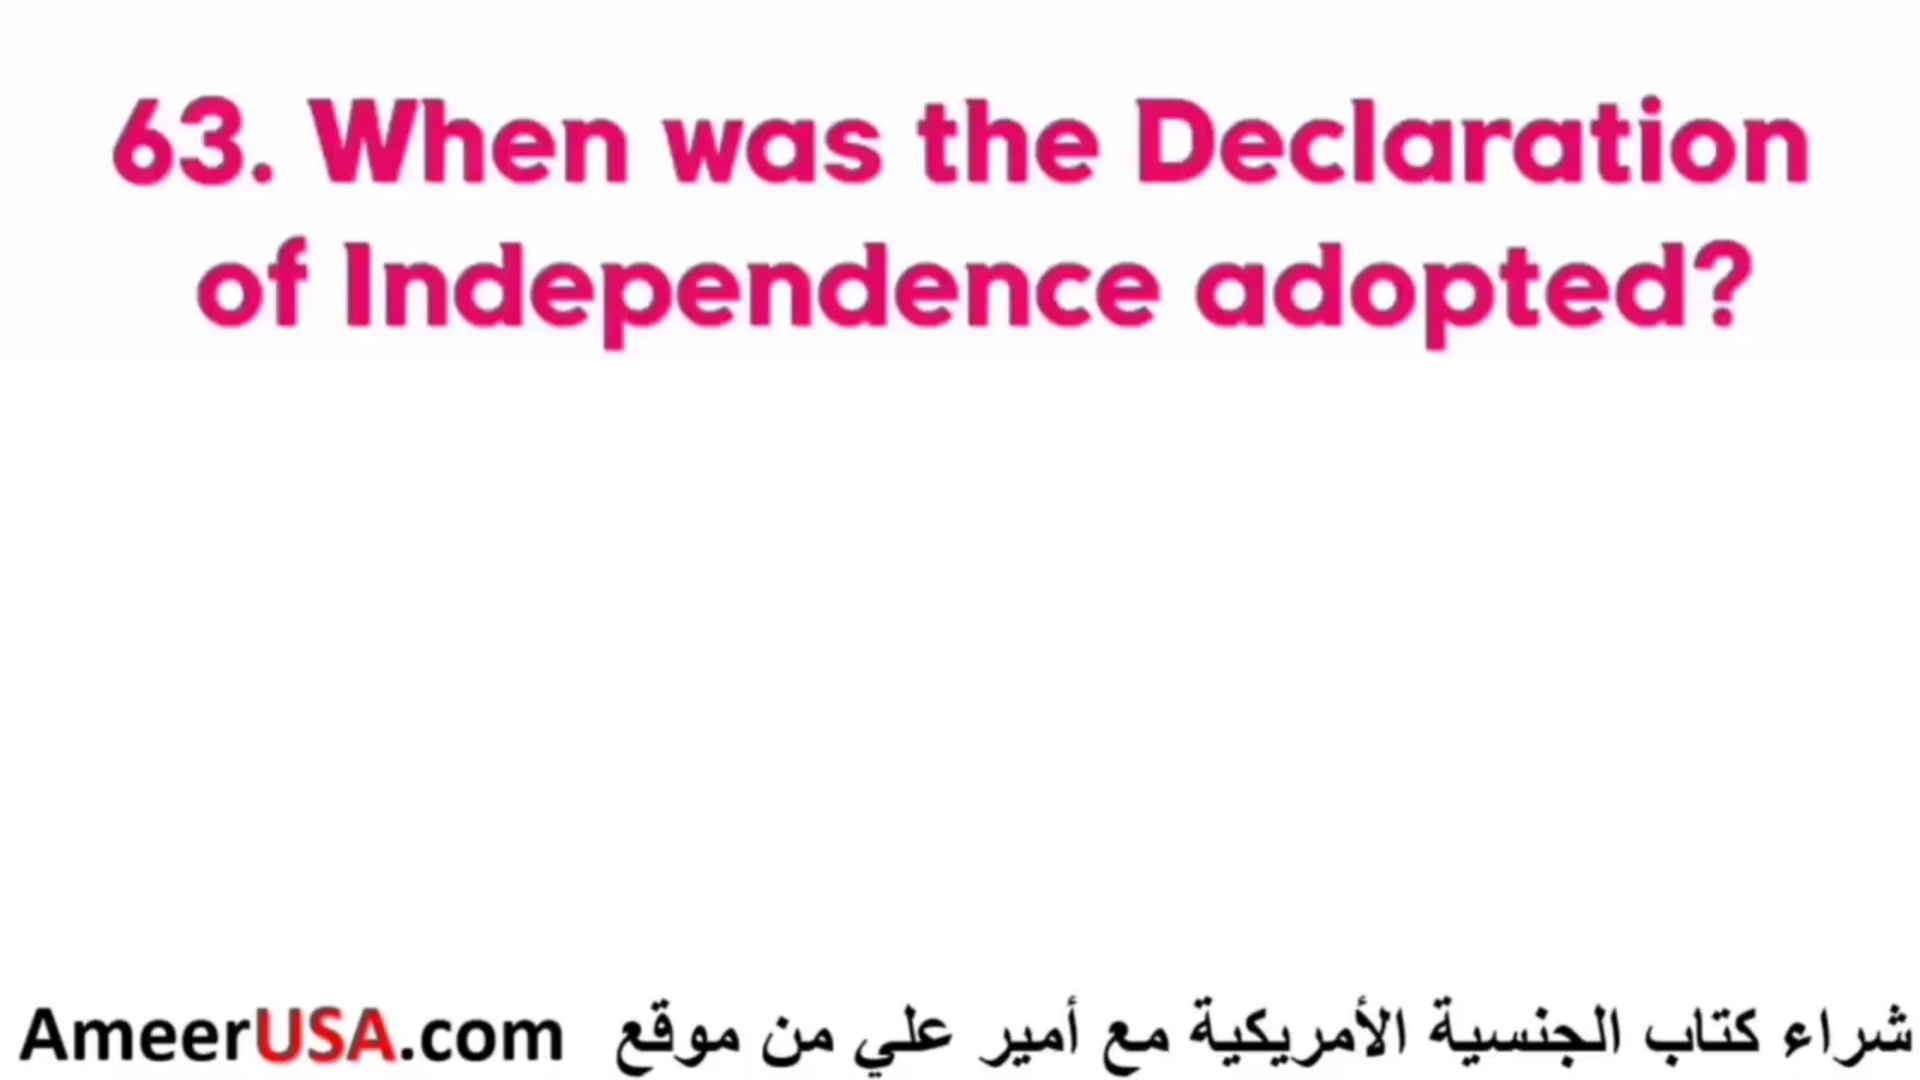 63. When was the Declaration
of Independence adopted?
شراء كتاب الجنسية الأمريكية مع أمير علي من موقع AmeerUSA.com